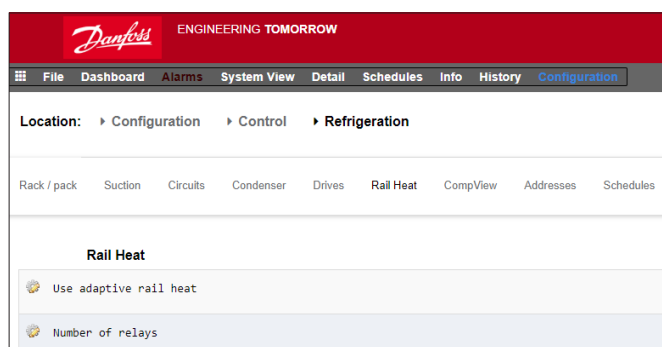 Danfoss ENGINEERING TOMORROW
File Dashboard Alarms System View Detail Schedules Info History Configuration
Location: Configuration Control Refrigeration
Rack / pack Suction Circuits Condenser Drives Rail Heat CompView Addresses Schedules
Rail Heat
Use adaptive rail heat
Number of relays